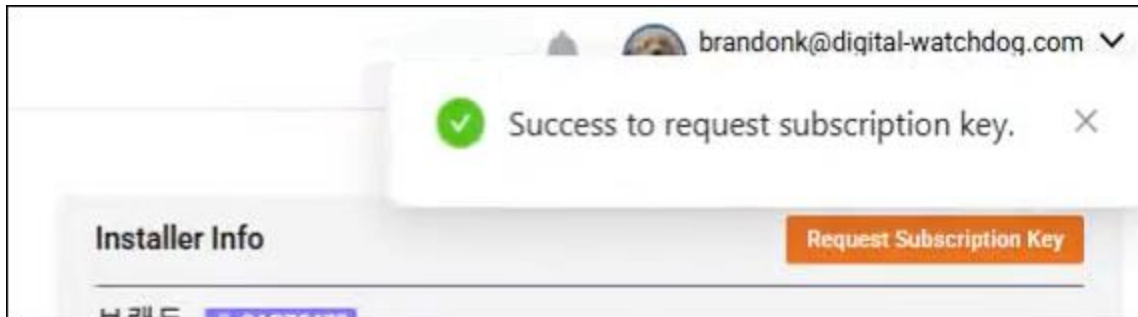 brandonk@digital-watchdog.com
Success to request subscription key.
Installer Info
Request Subscription Key